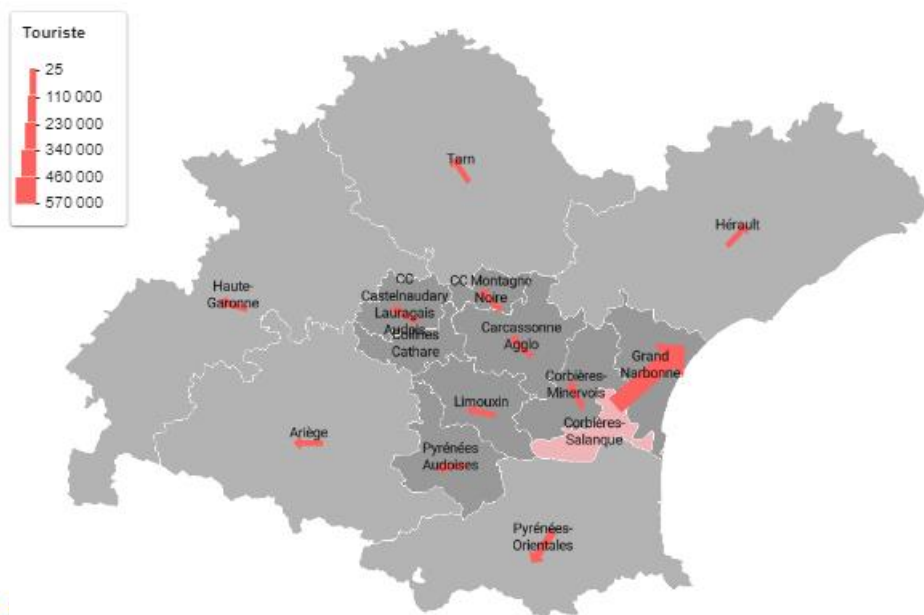 Touriste
25
110 000
230 000
340 000
460 000
570 000
Tarn
Hérault
Haute-
Garonne
CC
Castelnaudary
Lauragais
Audois
Collines
Cathare
CC Montagne
Noire
Carcassonne
Agglo
Grand
Narbonne
Corbières-
Minervois
Limouxin
Corbières-
Salanque
Ariège
Pyrénées
Audoises
Pyrénées-
Orientales